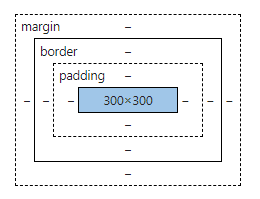 margin –
border –
padding –
– – – 300×300 – – –
–
–
–